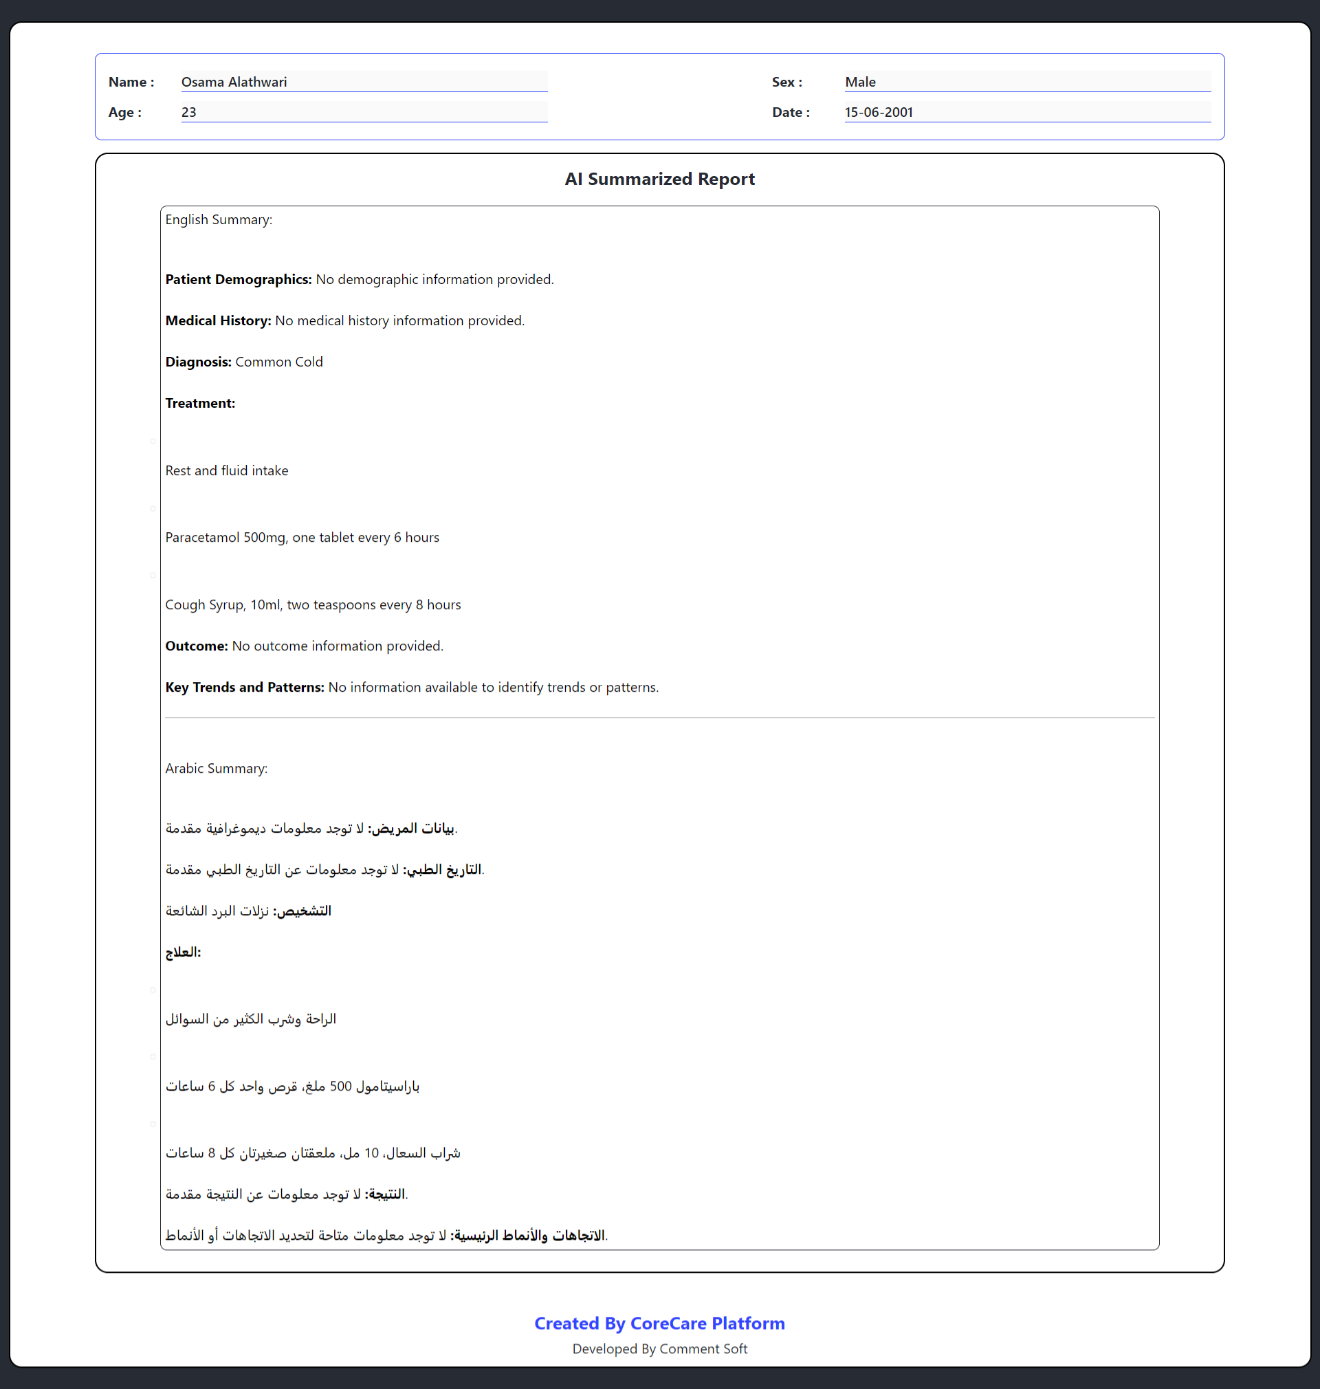 Name : Osama Alathwari Sex : Male
Age : 23 Date : 15-06-2001
AI Summarized Report
English Summary:
Patient Demographics: No demographic information provided.
Medical History: No medical history information provided.
Diagnosis: Common Cold
Treatment:
Rest and fluid intake
Paracetamol 500mg, one tablet every 6 hours
Cough Syrup, 10ml, two teaspoons every 8 hours
Outcome: No outcome information provided.
Key Trends and Patterns: No information available to identify trends or patterns.
Arabic Summary:
بيانات المريض: لا توجد معلومات ديموغرافية مقدمة.
التاريخ الطبي: لا توجد معلومات عن التاريخ الطبي مقدمة.
التشخيص: نزلات البرد الشائعة
العلاج:
الراحة وشرب الكثير من السوائل
باراسيتامول 500 ملغ، قرص واحد كل 6 ساعات
شراب السعال، 10 مل، ملعقتان صغيرتان كل 8 ساعات
النتيجة: لا توجد معلومات عن النتيجة مقدمة.
الاتجاهات والأنماط الرئيسية: لا توجد معلومات متاحة لتحديد الاتجاهات أو الأنماط.
Created By CoreCare Platform
Developed By Comment Soft